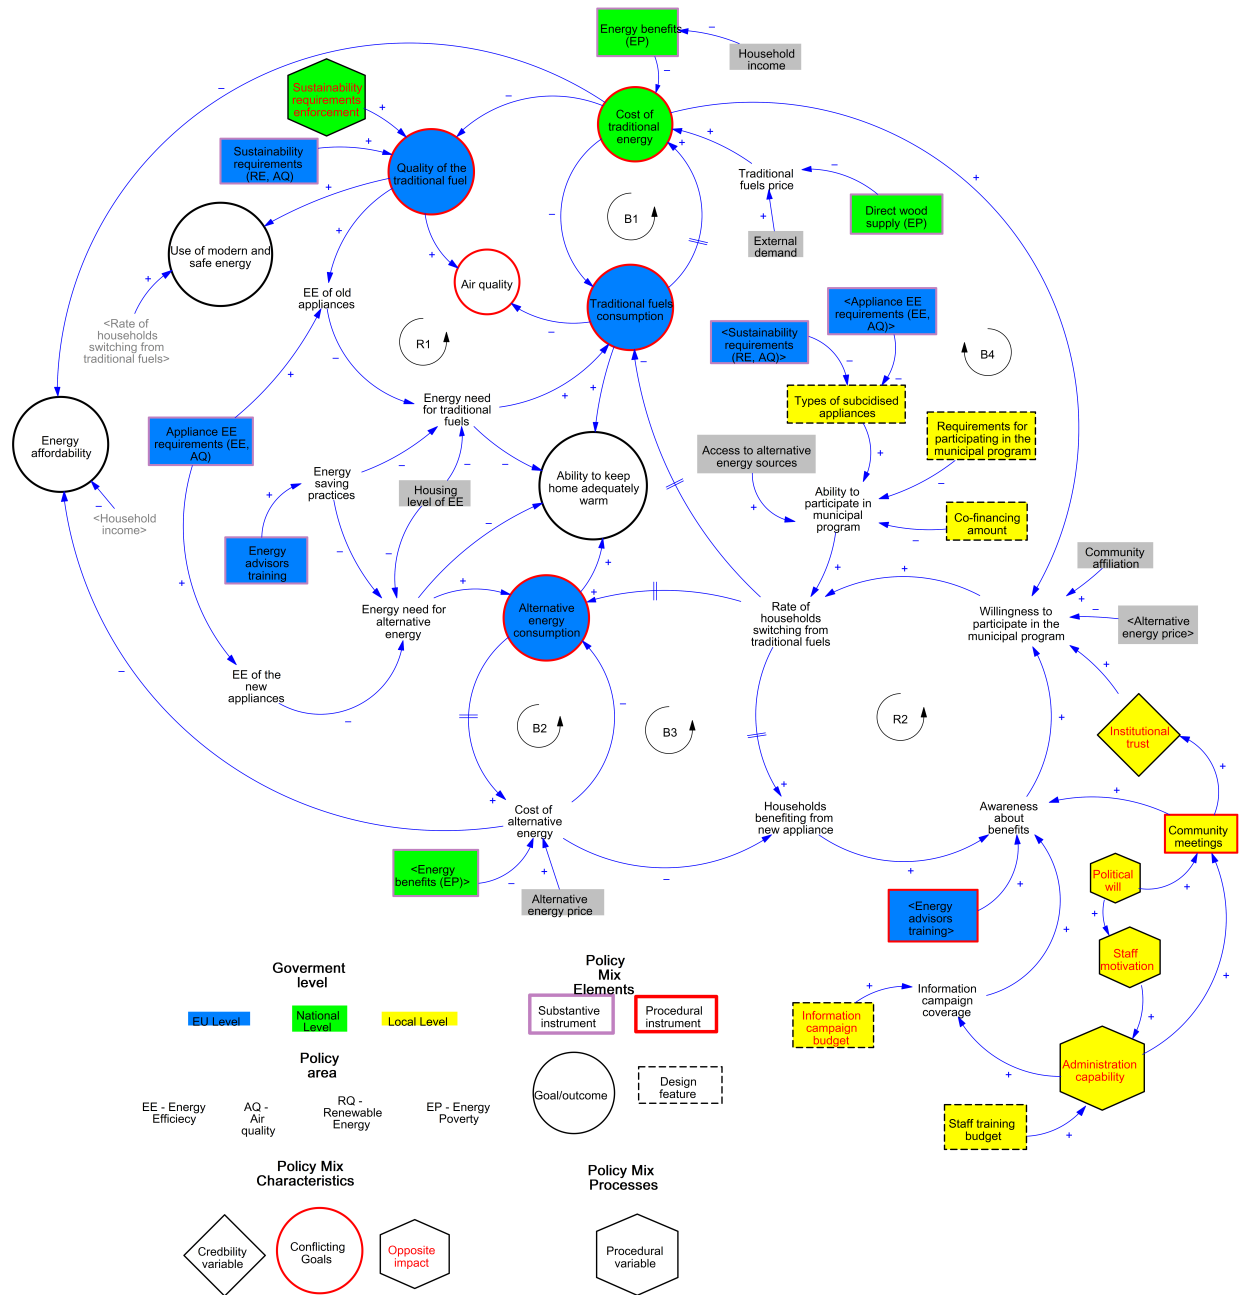 Energy benefits
(EP)
–
Household
income
–
–
Sustainability
requirements
enforcement
+
–
Cost of
traditional
energy
+
+
Sustainability
requirements
(RE, AQ)
+
Quality of the
traditional fuel
+
Traditional
fuels price
–
+
Direct wood
supply (EP)
B1
–
+
External
demand
+
+
Use of modern and
safe energy
+
Air quality
+
EE of old
appliances
–
Traditional fuels
consumption
<Rate of
households
switching from
traditional fuels>
R1
<Sustainability
requirements
(RE, AQ)>
<Appliance EE
requirements (EE,
AQ)>
B4
–
–
–
–
+
Energy need
for traditional
fuels
+
+
Types of subcidised
appliances
Energy
affordability
Appliance EE
requirements (EE,
AQ)
Requirements for
participating in the
municipal program
Access to alternative
energy sources
+
Energy
saving
practices
–
–
–
Housing
level of EE
Ability to keep
home adequately
warm
–
Ability to
participate in
municipal
program
–
<Household
income>
+
+
Co-financing
amount
–
–
Energy
advisors
training
–
–
+
+
+
+
Community
affiliation
+
Energy need for
alternative energy
+
Alternative
energy
consumption
+
Rate of
households
switching from
traditional fuels
Willingness to
participate in the
municipal program
+
–
<Alternative
energy price>
–
EE of the
new
appliances
–
–
+
B2
B3
R2
+
Institutional
trust
+
+
+
Cost of
alternative
energy
+
Households
benefiting from
new appliance
Awareness
about
benefits
+
Community
meetings
<Energy
benefits (EP)>
–
+
–
+
+
Political
will
+
Alternative
energy price
<Energy
advisors
training>
+
+
Staff
motivation
+
Information
campaign
budget
+
Information
campaign
coverage
+
+
Administration
capability
Staff training
budget
+
Goverment
level
Policy
Mix
Elements
EU Level
National
Level
Local Level
Substantive
instrument
Procedural
instrument
Policy
area
EE - Energy
Efficiecy
AQ -
Air
quality
RQ -
Renewable
Energy
EP - Energy
Poverty
Goal/outcome
Design
feature
Policy Mix
Characteristics
Policy Mix
Processes
Credbility
variable
Conflicting
Goals
Opposite
impact
Procedural
variable